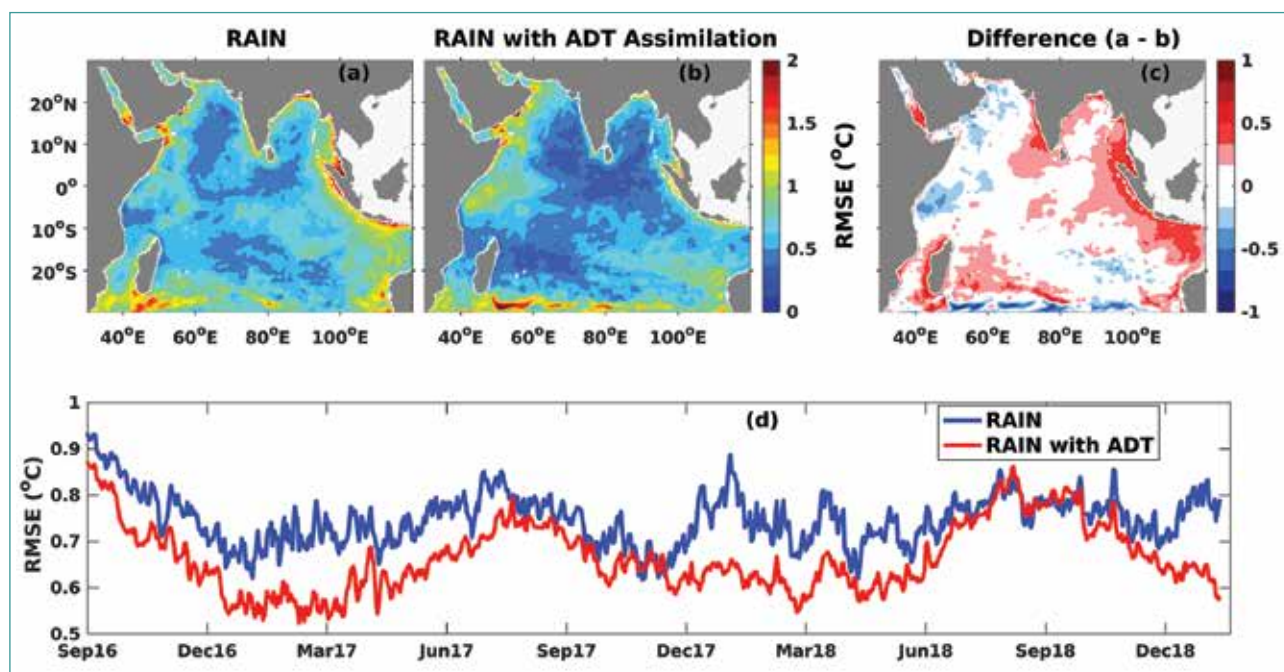 RAIN
RAIN with ADT Assimilation
Difference (a - b)
(a)
(b)
(c)
20°N
10°N
0°
10°S
20°S
40°E 60°E 80°E 100°E
40°E 60°E 80°E 100°E
40°E 60°E 80°E 100°E
2
1.5
1
0.5
0
RMSE (°C)
1
0.5
0
-0.5
-1
(d)
RAIN
RAIN with ADT
RMSE (°C)
1
0.9
0.8
0.7
0.6
0.5
Sep16 Dec16 Mar17 Jun17 Sep17 Dec17 Mar18 Jun18 Sep18 Dec18